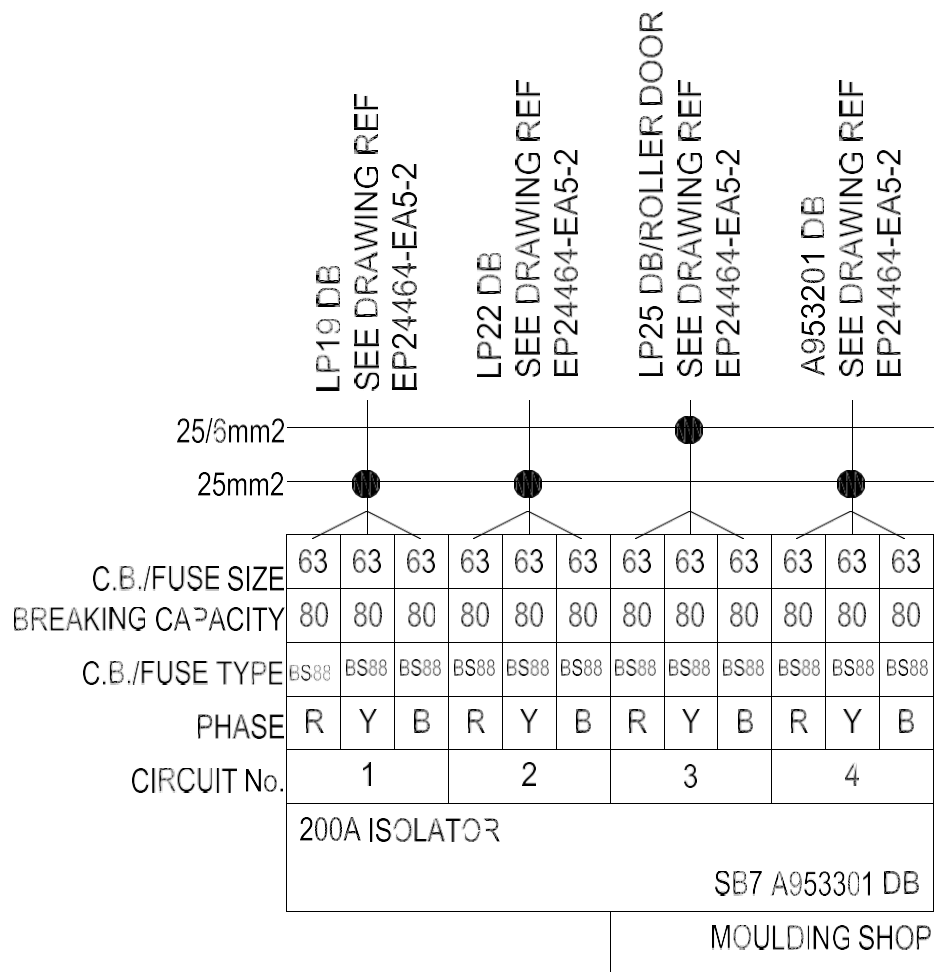 LP19 DB
SEE DRAWING REF
EP24464-EA5-2
LP22 DB
SEE DRAWING REF
EP24464-EA5-2
LP25 DB/ROLLER DOOR
SEE DRAWING REF
EP24464-EA5-2
A953201 DB
SEE DRAWING REF
EP24464-EA5-2
25/6mm2
25mm2
C.B./FUSE SIZE 63 63 63 63 63 63 63 63 63 63 63 63
BREAKING CAPACITY 80 80 80 80 80 80 80 80 80 80 80 80
C.B./FUSE TYPE BS88 BS88 BS88 BS88 BS88 BS88 BS88 BS88 BS88 BS88 BS88 BS88
PHASE R Y B R Y B R Y B R Y B
CIRCUIT No. 1 2 3 4
200A ISOLATOR
SB7 A953301 DB
MOULDING SHOP